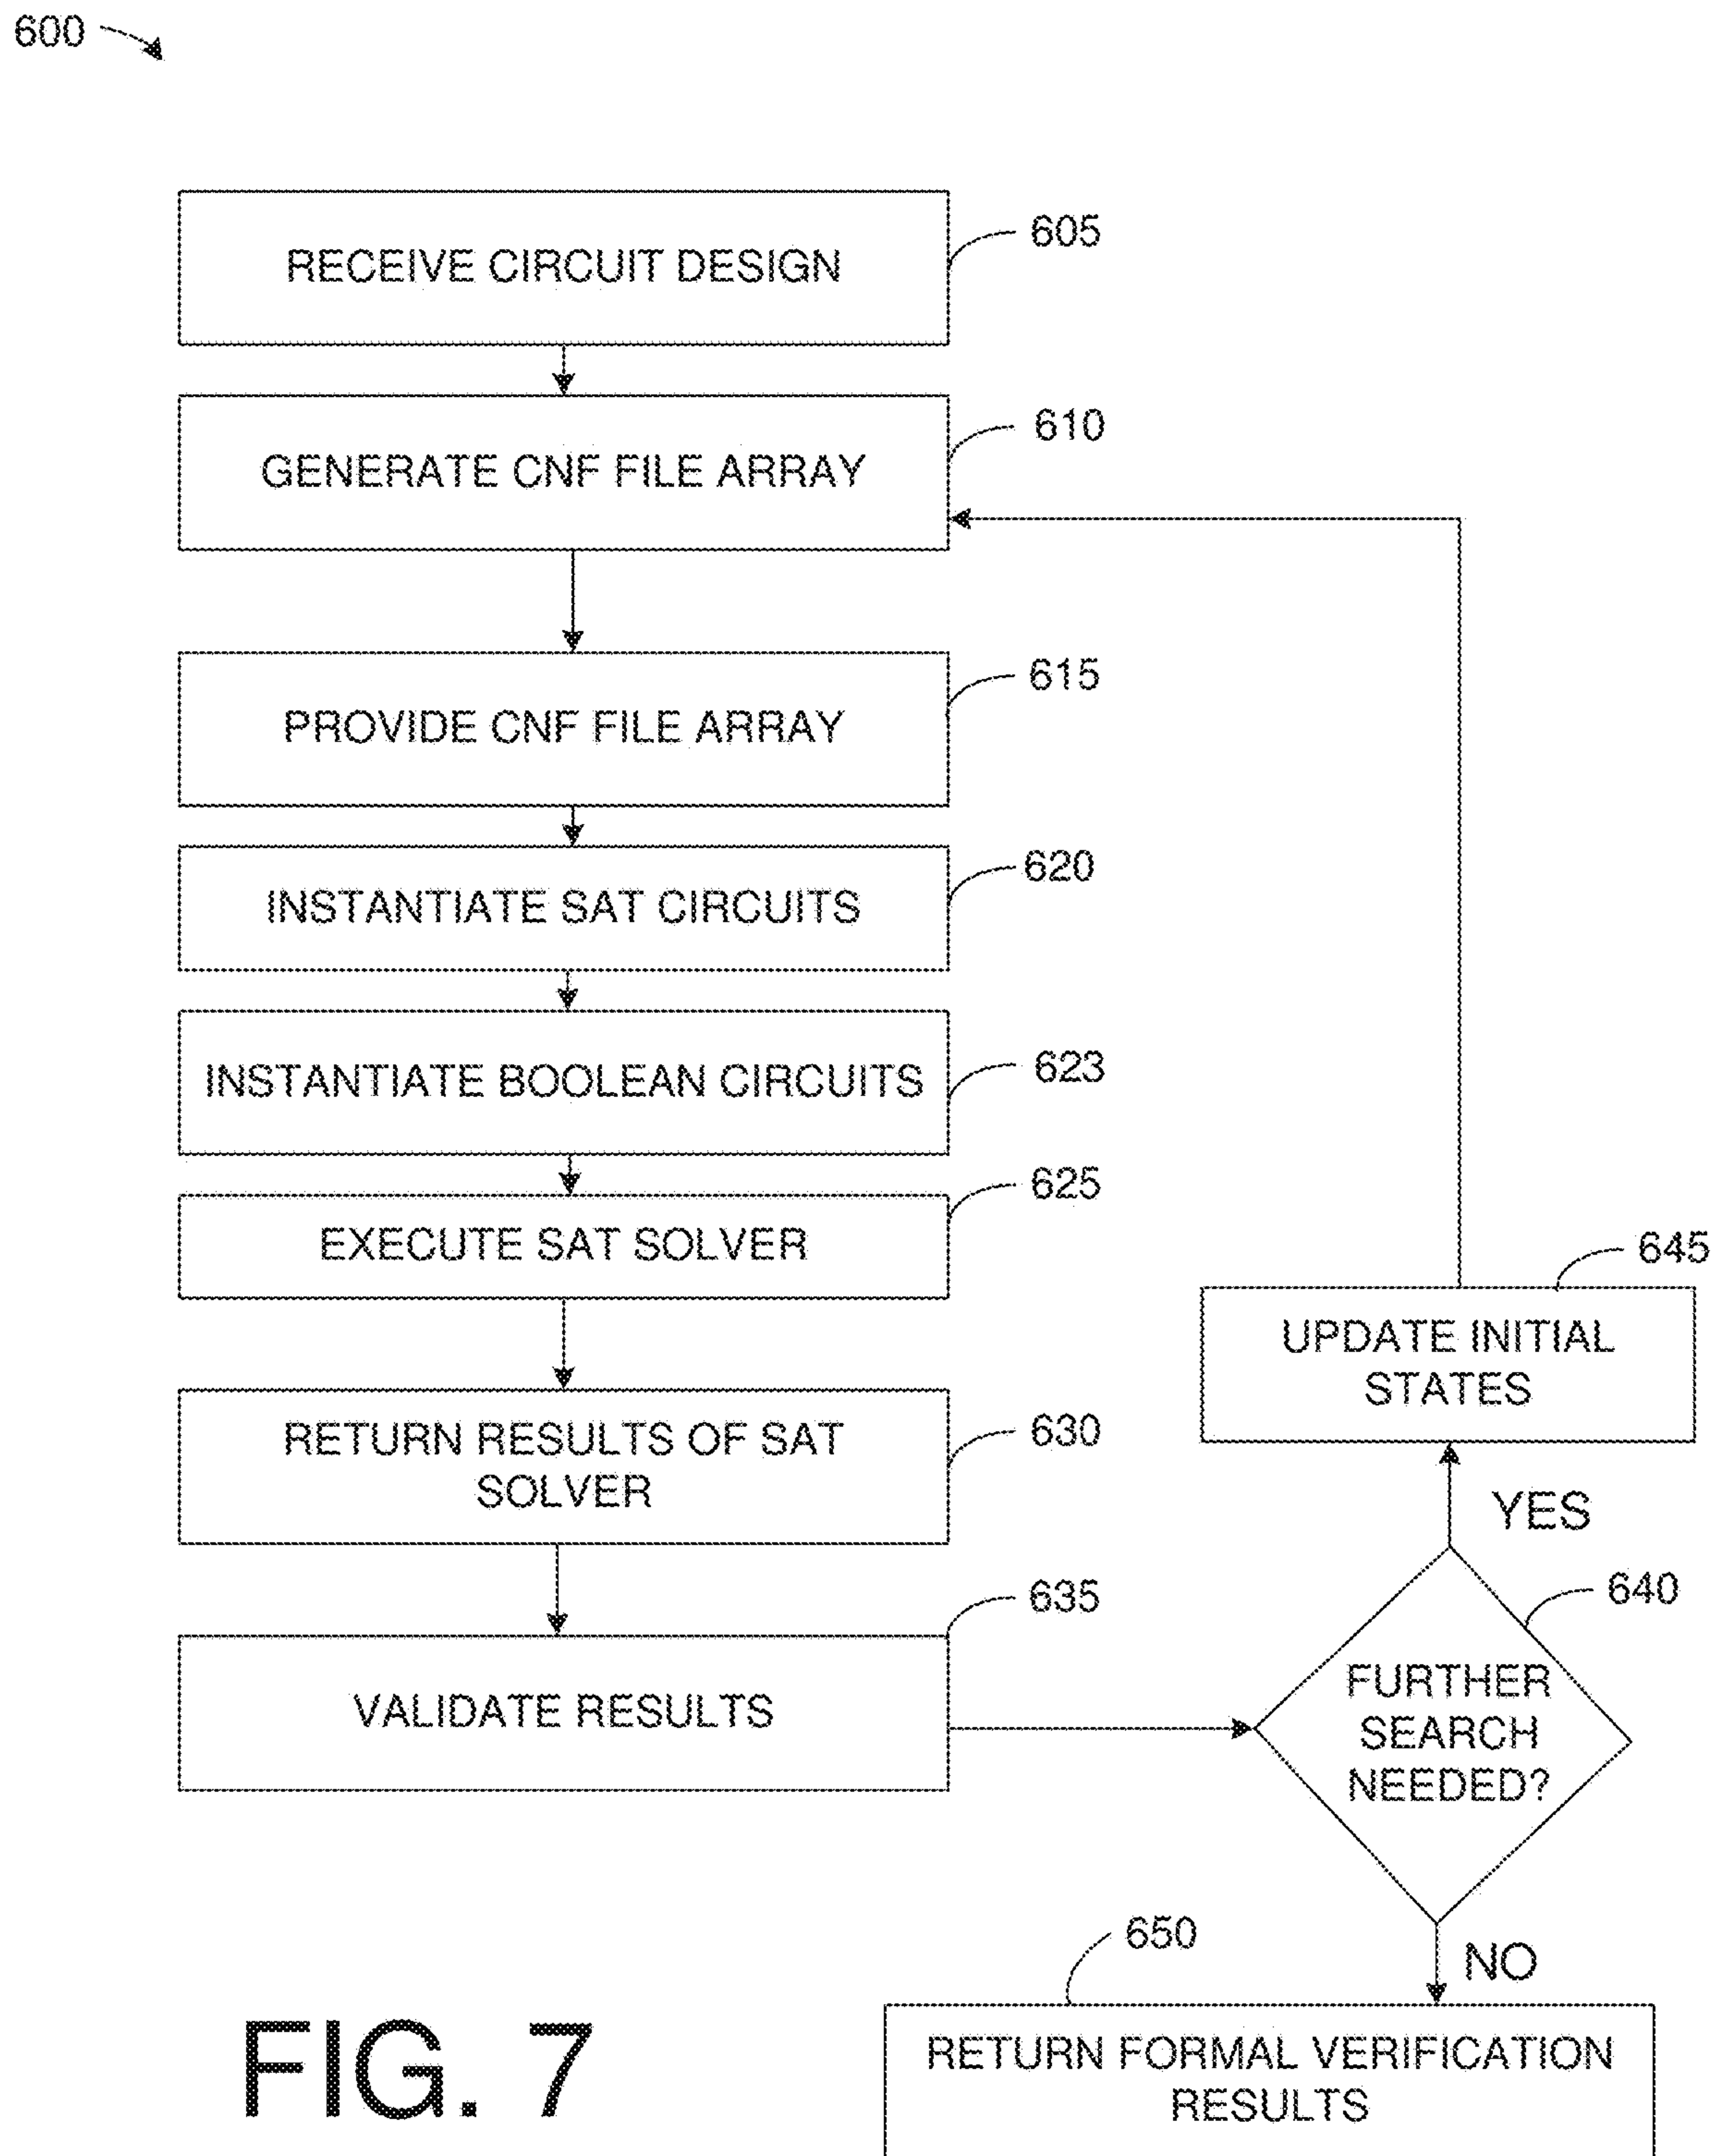 600
RECEIVE CIRCUIT DESIGN
605
GENERATE CNF FILE ARRAY
610
PROVIDE CNF FILE ARRAY
615
INSTANTIATE SAT CIRCUITS
620
INSTANTIATE BOOLEAN CIRCUITS
623
EXECUTE SAT SOLVER
625
RETURN RESULTS OF SAT
SOLVER
630
VALIDATE RESULTS
635
FURTHER
SEARCH
NEEDED?
640
YES
UPDATE INITIAL
STATES
645
NO
RETURN FORMAL VERIFICATION
RESULTS
650
FIG. 7